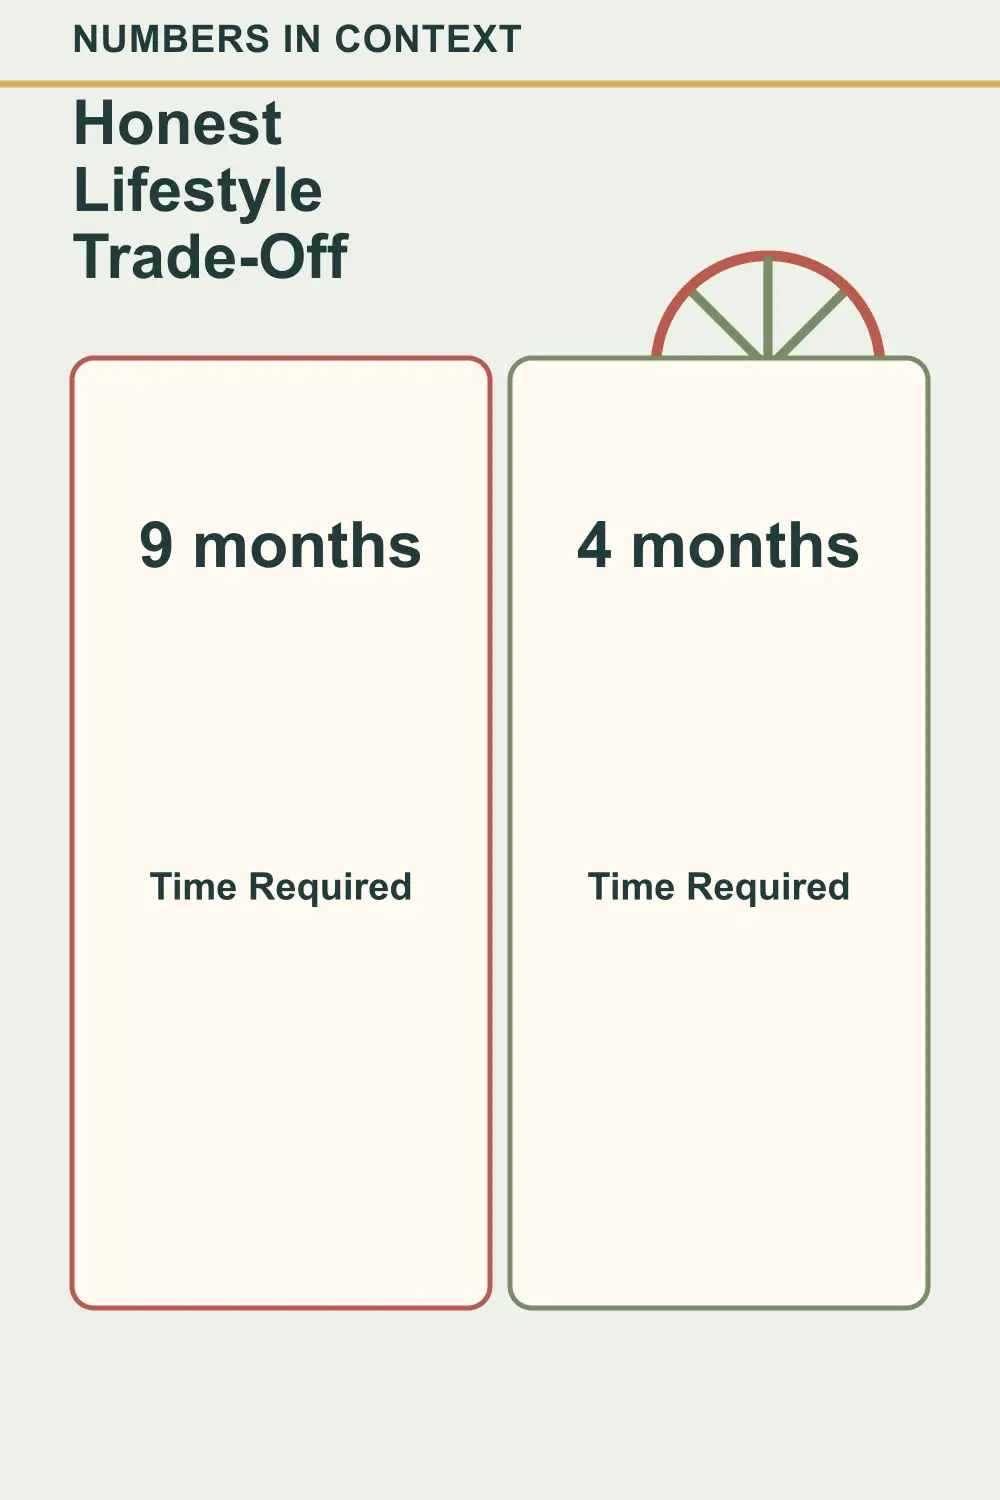 NUMBERS IN CONTEXT
Honest
Lifestyle
Trade-Off
9 months
Time Required
4 months
Time Required